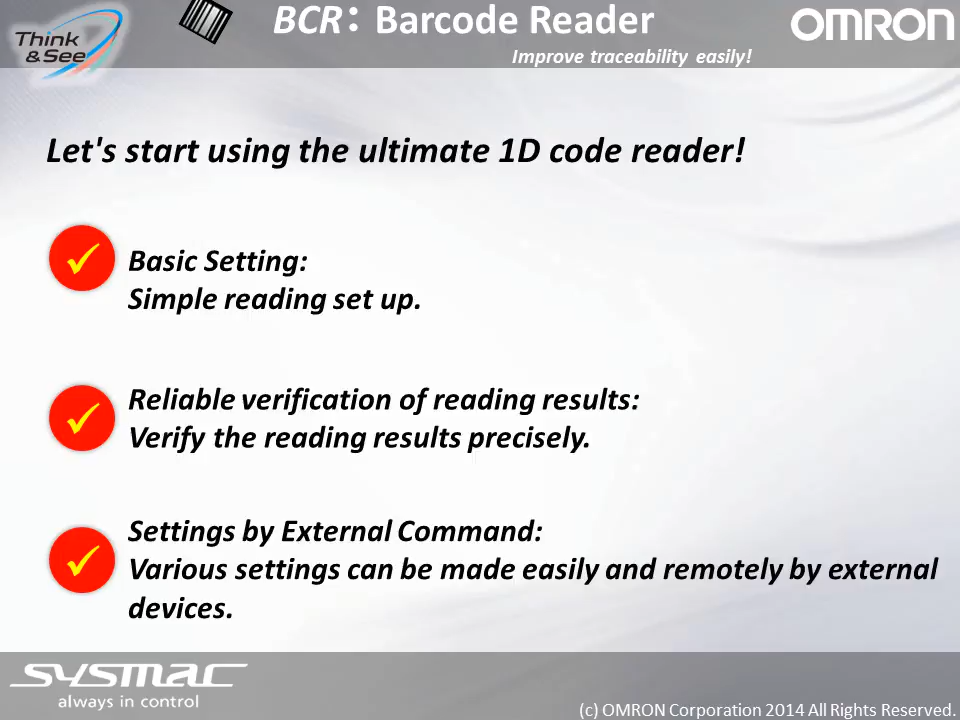 Think
&See
BCR: Barcode Reader
Improve traceability easily!
OMRON
Let's start using the ultimate 1D code reader!
Basic Setting:
Simple reading set up.
Reliable verification of reading results:
Verify the reading results precisely.
Settings by External Command:
Various settings can be made easily and remotely by external
devices.
sysmac
always in control
(c) OMRON Corporation 2014 All Rights Reserved.